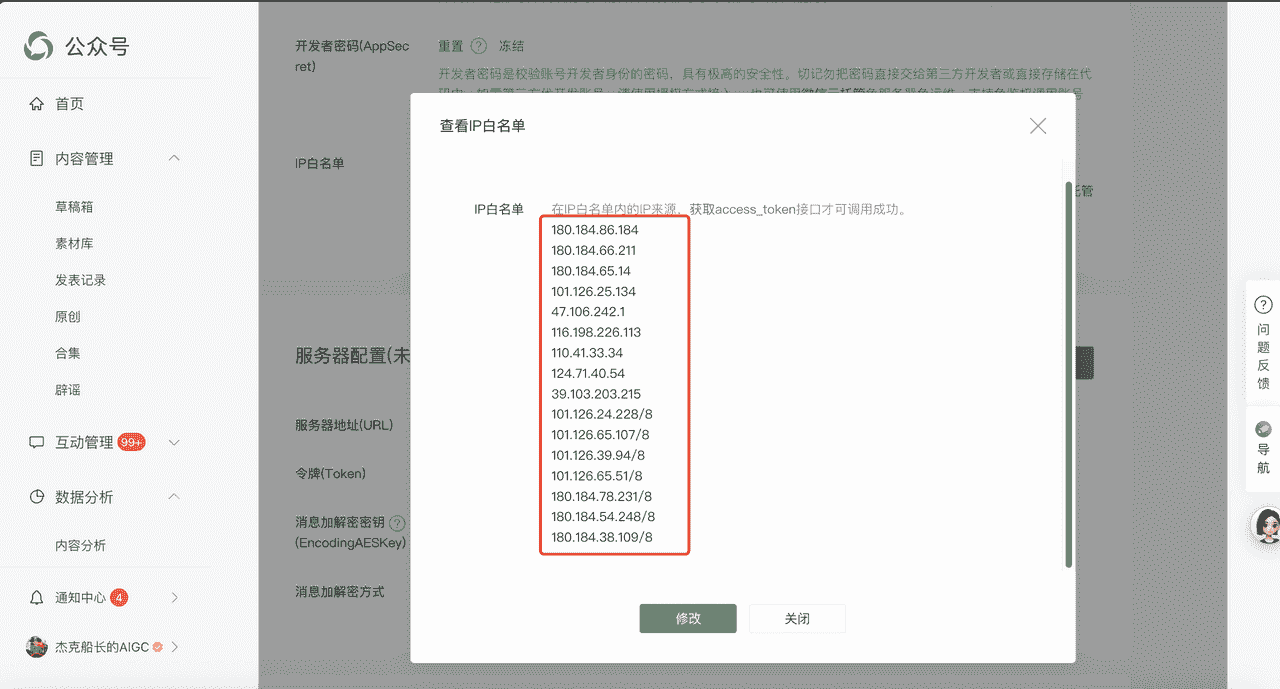 公众号
首页
内容管理
草稿箱
素材库
发表记录
原创
合集
辟谣
互动管理 99+
数据分析
内容分析
通知中心 4
杰克船长的AIGC
开发者密码(AppSec
ret)
重置 ? 冻结
开发者密码是校验账号开发者身份的密码，具有极高的安全性。切记勿把密码直接交给第三方开发者或直接存储在代
IP白名单
服务器配置(未
服务器地址(URL)
令牌(Token)
消息加解密密钥 ?
(EncodingAESKey)
消息加解密方式
查看IP白名单
IP白名单
在IP白名单内的IP来源，获取access_token接口才可调用成功。
180.184.86.184
180.184.66.211
180.184.65.14
101.126.25.134
47.106.242.1
116.198.226.113
110.41.33.34
124.71.40.54
39.103.203.215
101.126.24.228/8
101.126.65.107/8
101.126.39.94/8
101.126.65.51/8
180.184.78.231/8
180.184.54.248/8
180.184.38.109/8
修改
关闭
托管
?
问
题
反
馈
导
航